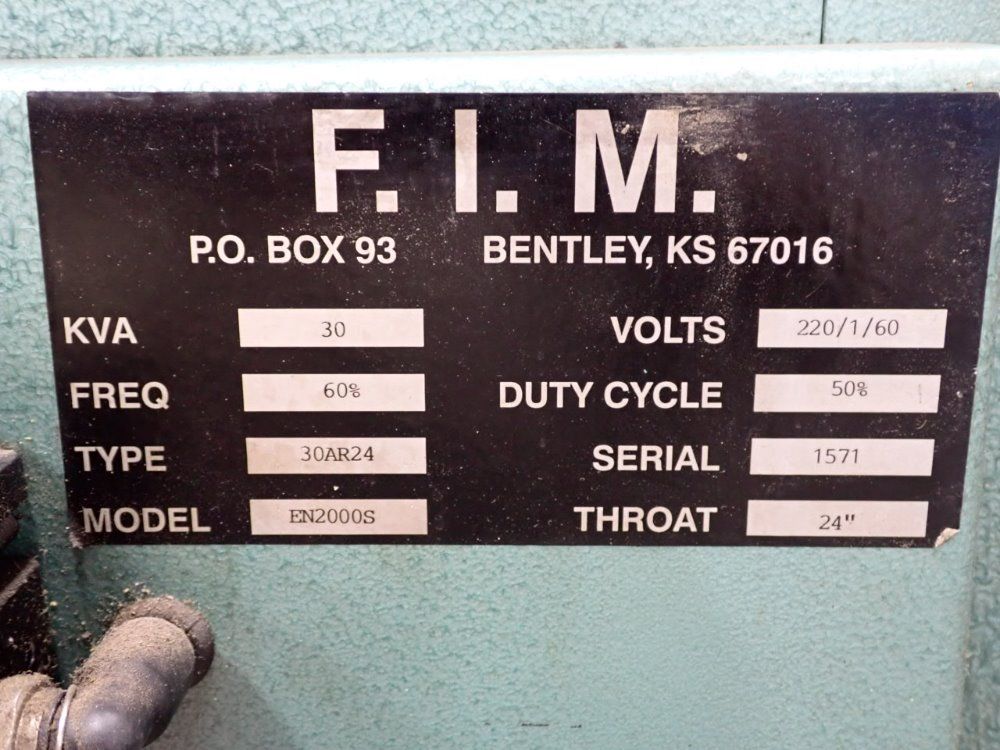 F. I. M.
P.O. BOX 93 BENTLEY, KS 67016
KVA 30 VOLTS 220/1/60
FREQ 60% DUTY CYCLE 50%
TYPE 30AR24 SERIAL 1571
MODEL EN2000S THROAT 24"